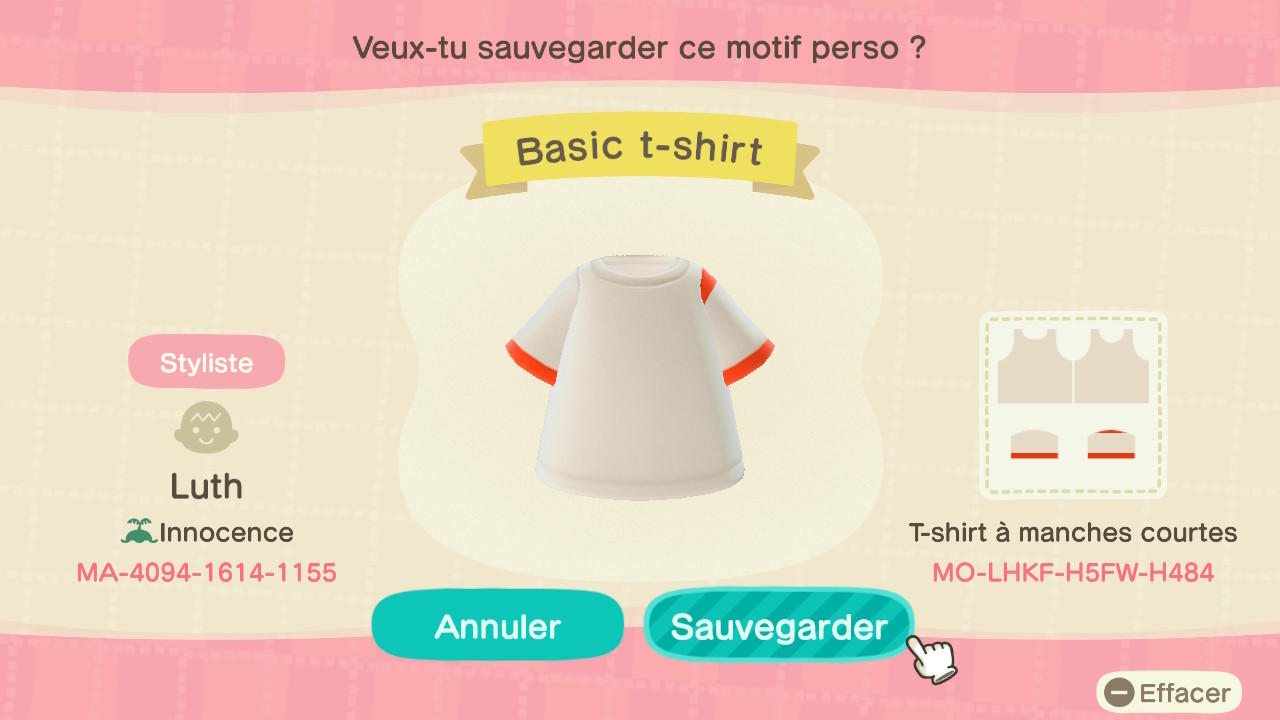 Veux-tu sauvegarder ce motif perso ?
Basic t-shirt
Styliste
Luth
Innocence
MA-4094-1614-1155
T-shirt à manches courtes
MO-LHKF-H5FW-H484
Annuler
Sauvegarder
Effacer